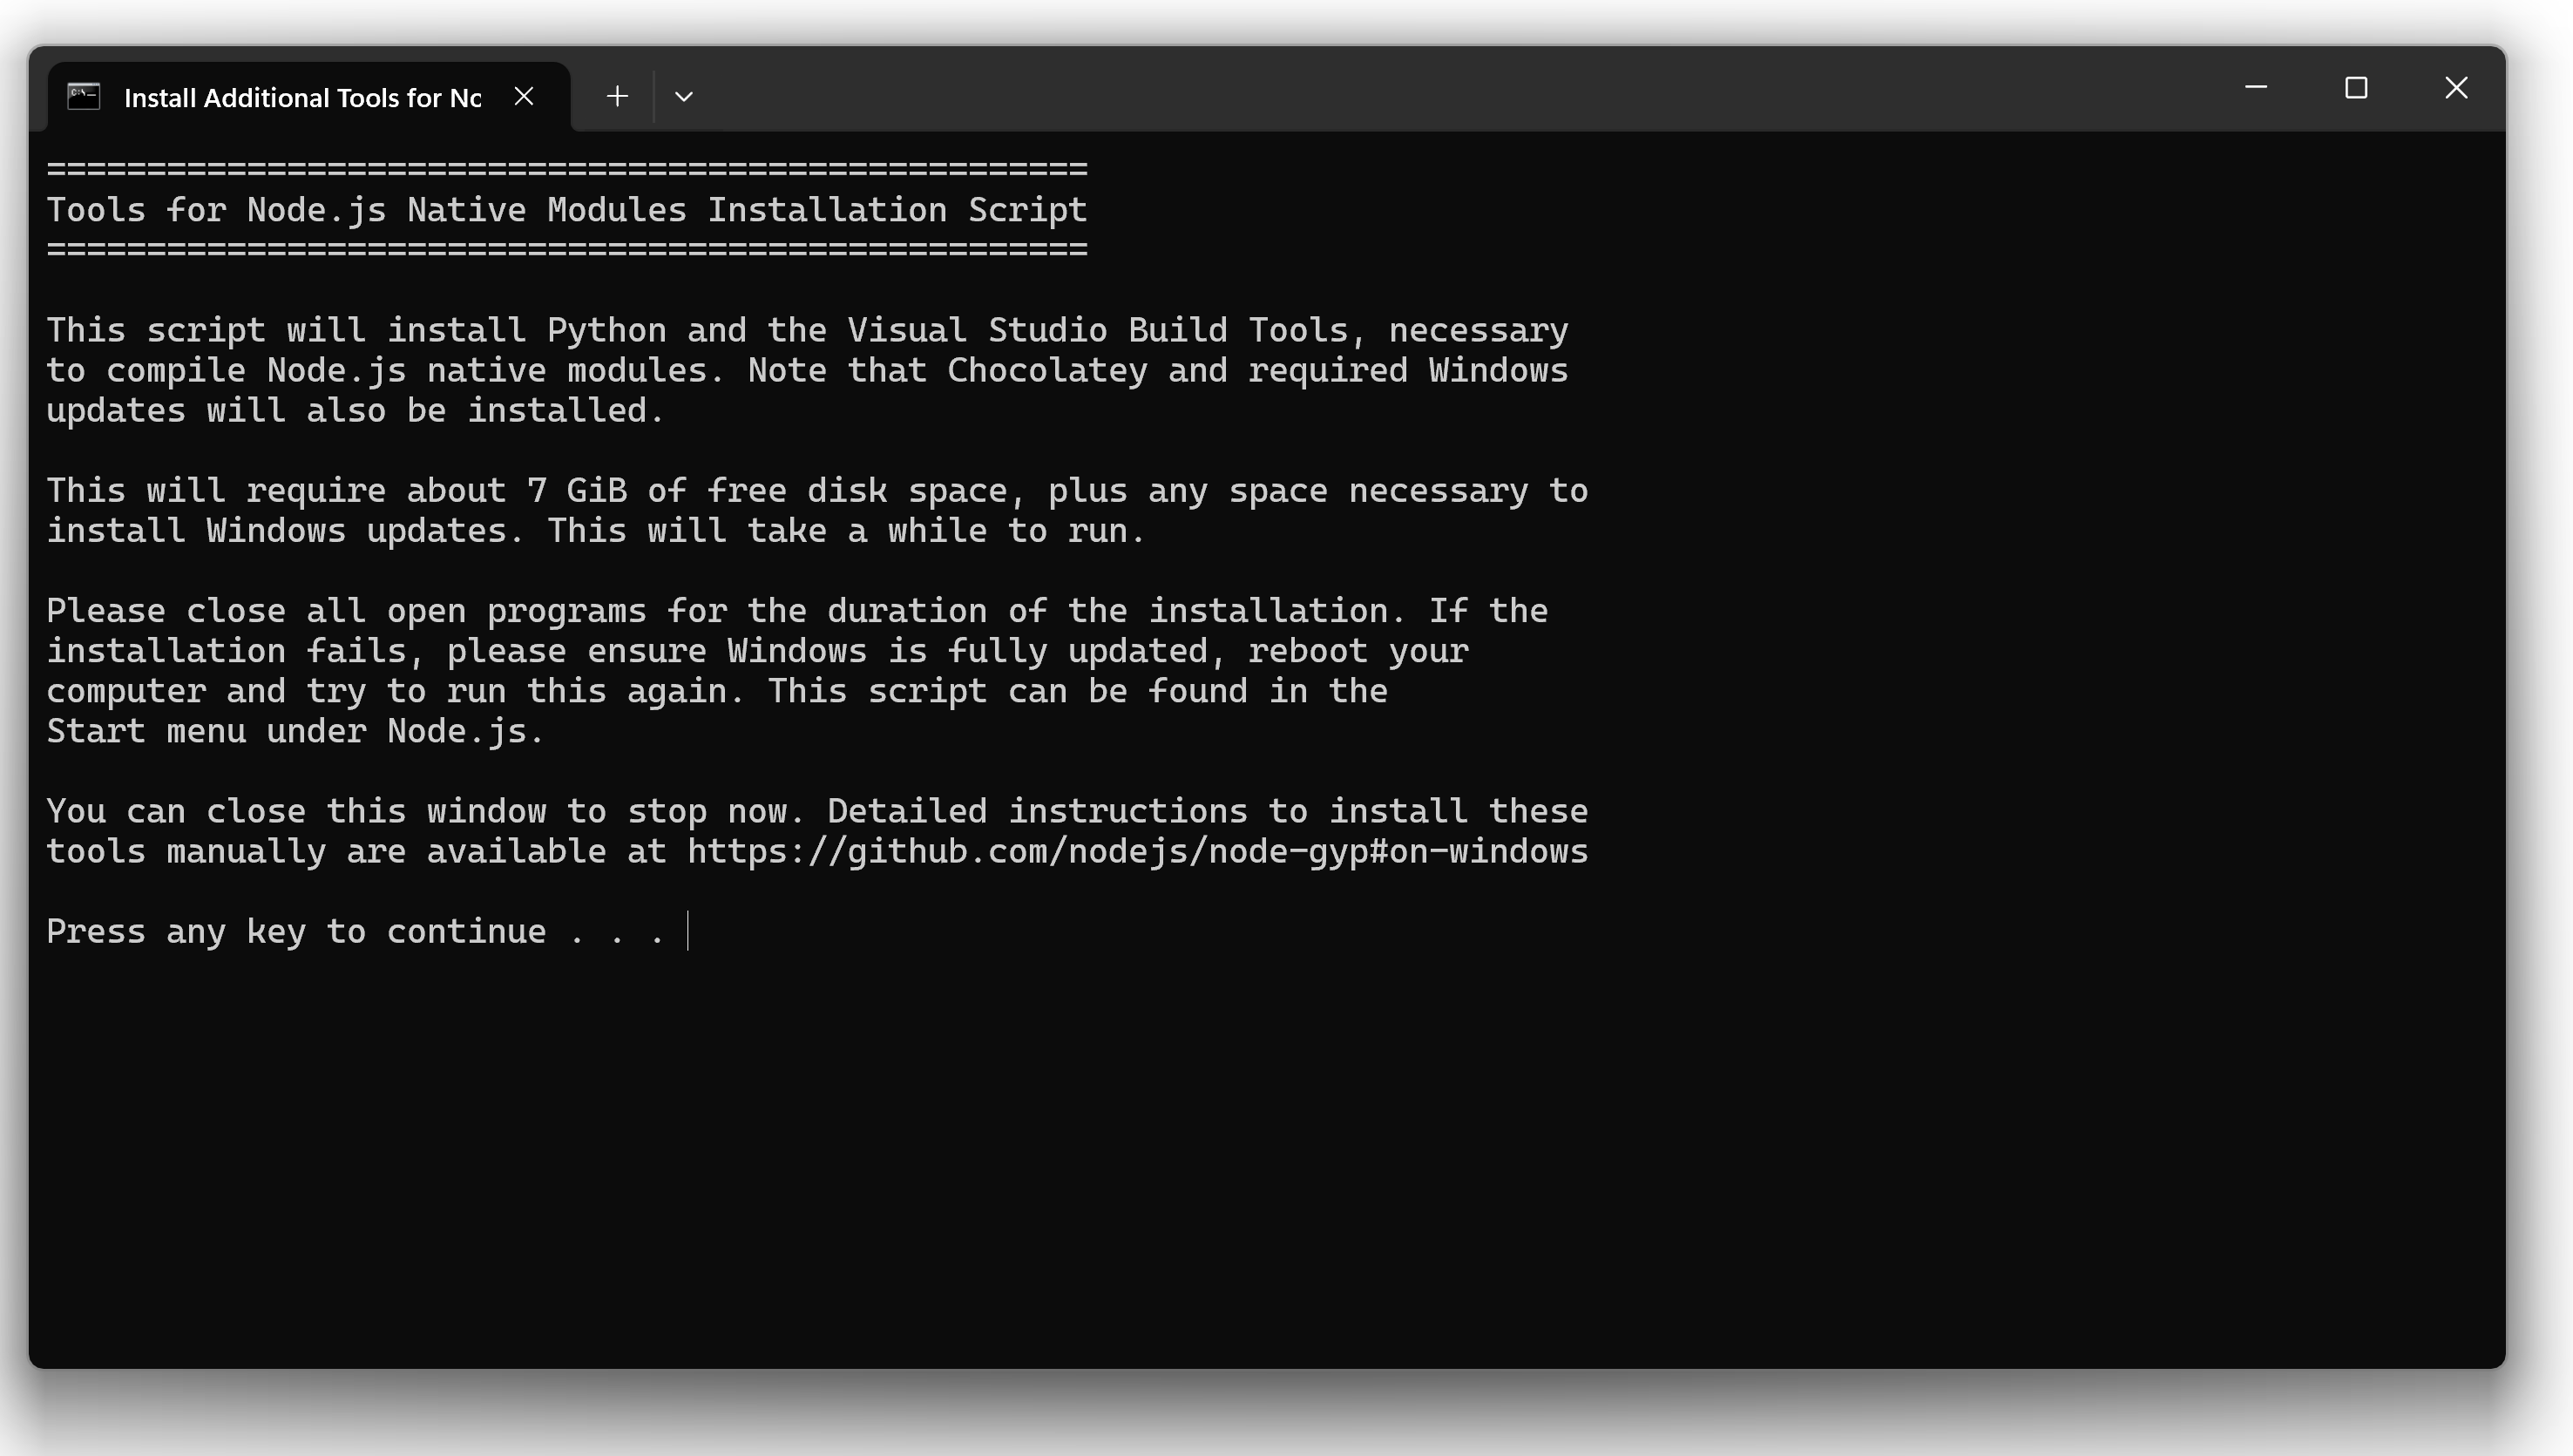 Install Additional Tools for No
====================================================
Tools for Node.js Native Modules Installation Script
====================================================
This script will install Python and the Visual Studio Build Tools, necessary
to compile Node.js native modules. Note that Chocolatey and required Windows
updates will also be installed.
This will require about 7 GiB of free disk space, plus any space necessary to
install Windows updates. This will take a while to run.
Please close all open programs for the duration of the installation. If the
installation fails, please ensure Windows is fully updated, reboot your
computer and try to run this again. This script can be found in the
Start menu under Node.js.
You can close this window to stop now. Detailed instructions to install these
tools manually are available at https://github.com/nodejs/node-gyp#on-windows
Press any key to continue . . .